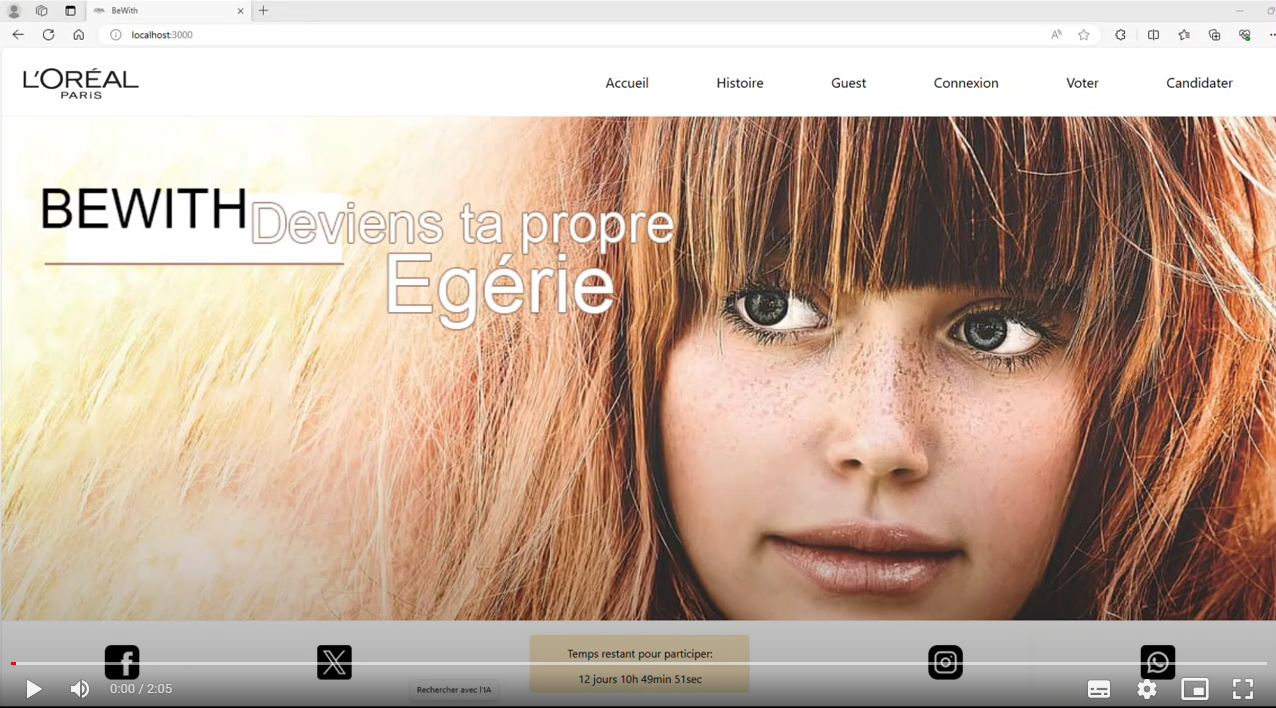 BeWith
localhost:3000
L'ORÉAL
PARiS
Accueil Histoire Guest Connexion Voter Candidater
BEWITH
Deviens ta propre
Egérie
Temps restant pour participer:
12 jours 10h 49min 51sec
0:00 / 2:05
Rechercher avec l'IA